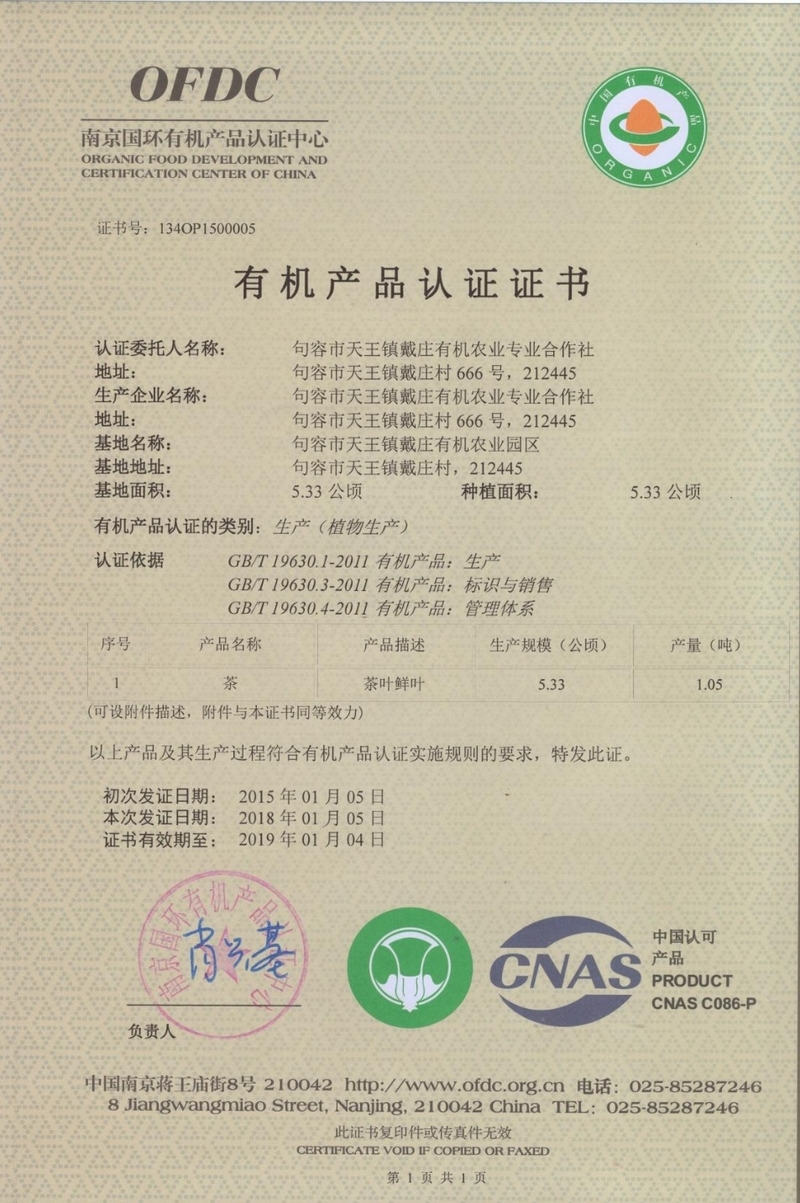 OFDC
南京国环有机产品认证中心
ORGANIC FOOD DEVELOPMENT AND
CERTIFICATION CENTER OF CHINA
中国有机产品
ORGANIC
证书号：134OP1500005
有机产品认证证书
认证委托人名称： 句容市天王镇戴庄有机农业专业合作社
地址： 句容市天王镇戴庄村 666 号，212445
生产企业名称： 句容市天王镇戴庄有机农业专业合作社
地址： 句容市天王镇戴庄村 666 号，212445
基地名称： 句容市天王镇戴庄有机农业园区
基地地址： 句容市天王镇戴庄村，212445
基地面积： 5.33 公顷 种植面积： 5.33 公顷
有机产品认证的类别：生产（植物生产）
认证依据 GB/T 19630.1-2011 有机产品：生产
GB/T 19630.3-2011 有机产品：标识与销售
GB/T 19630.4-2011 有机产品：管理体系
序号 产品名称 产品描述 生产规模（公顷） 产量（吨）
1 茶 茶叶鲜叶 5.33 1.05
(可设附件描述，附件与本证书同等效力)
以上产品及其生产过程符合有机产品认证实施规则的要求，特发此证。
初次发证日期： 2015 年 01 月 05 日
本次发证日期： 2018 年 01 月 05 日
证书有效期至： 2019 年 01 月 04 日
南京国环有机产品认证中心
肖兴基
负责人
CNAS
中国认可
产品
PRODUCT
CNAS C086-P
中国南京蒋王庙街8号 210042 http://www.ofdc.org.cn 电话：025-85287246
8 Jiangwangmiao Street, Nanjing, 210042 China TEL：025-85287246
此证书复印件或传真件无效
CERTIFICATE VOID IF COPIED OR FAXED
第 1 页 共 1 页